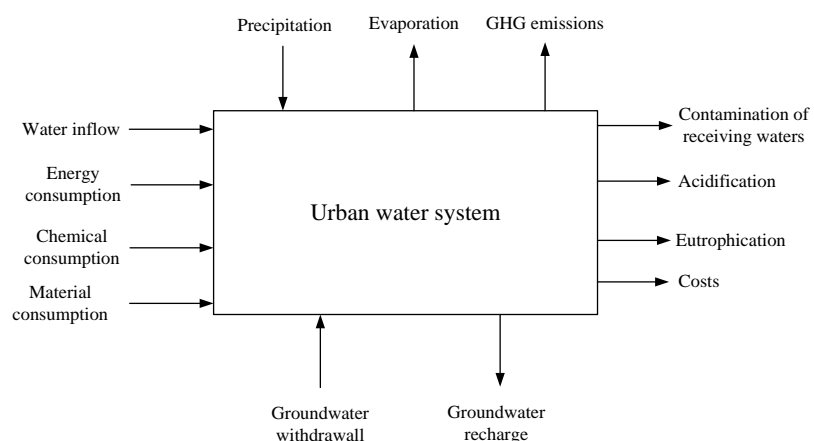 Precipitation
Evaporation
GHG emissions
Water inflow
Energy
consumption
Chemical
consumption
Material
consumption
Urban water system
Contamination of
receiving waters
Acidification
Eutrophication
Costs
Groundwater
withdrawall
Groundwater
recharge